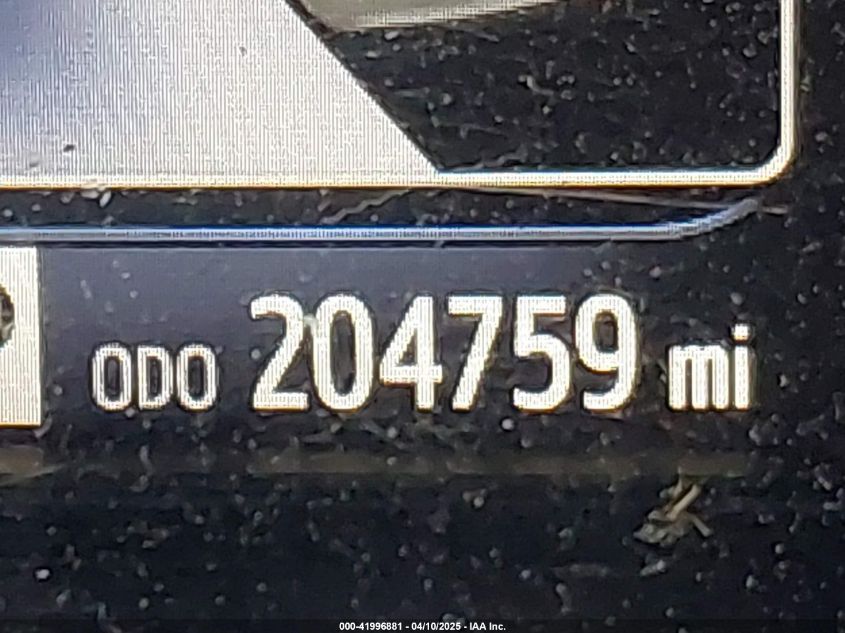 ODO 204759 mi
000-41996881 - 04/10/2025 - IAA Inc.